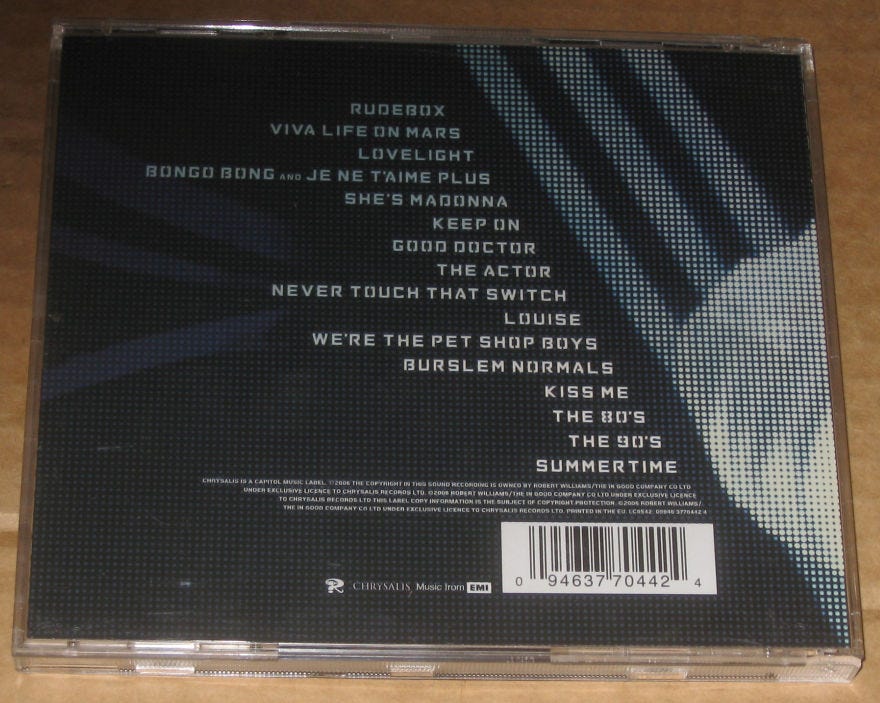 RUDEBOX
VIVA LIFE ON MARS
LOVELIGHT
BONGO BONG AND JE NE T'AIME PLUS
SHE'S MADONNA
KEEP ON
GOOD DOCTOR
THE ACTOR
NEVER TOUCH THAT SWITCH
LOUISE
WE'RE THE PET SHOP BOYS
BURSLEM NORMALS
KISS ME
THE 80'S
THE 90'S
SUMMERTIME
CHRYSALIS IS A CAPITOL MUSIC LABEL. ℗2006 THE COPYRIGHT IN THIS SOUND RECORDING IS OWNED BY ROBERT WILLIAMS/THE IN GOOD COMPANY CO LTD
UNDER EXCLUSIVE LICENCE TO CHRYSALIS RECORDS LTD. ©2006 ROBERT WILLIAMS/THE IN GOOD COMPANY CO LTD UNDER EXCLUSIVE LICENCE
TO CHRYSALIS RECORDS LTD THIS LABEL COPY INFORMATION IS THE SUBJECT OF COPYRIGHT PROTECTION. ©2006 ROBERT WILLIAMS/
THE IN GOOD COMPANY CO LTD UNDER EXCLUSIVE LICENCE TO CHRYSALIS RECORDS LTD. PRINTED IN THE EU. LC0542. 00946 3770442 4
R CHRYSALIS Music from EMI
0 94637 70442 4